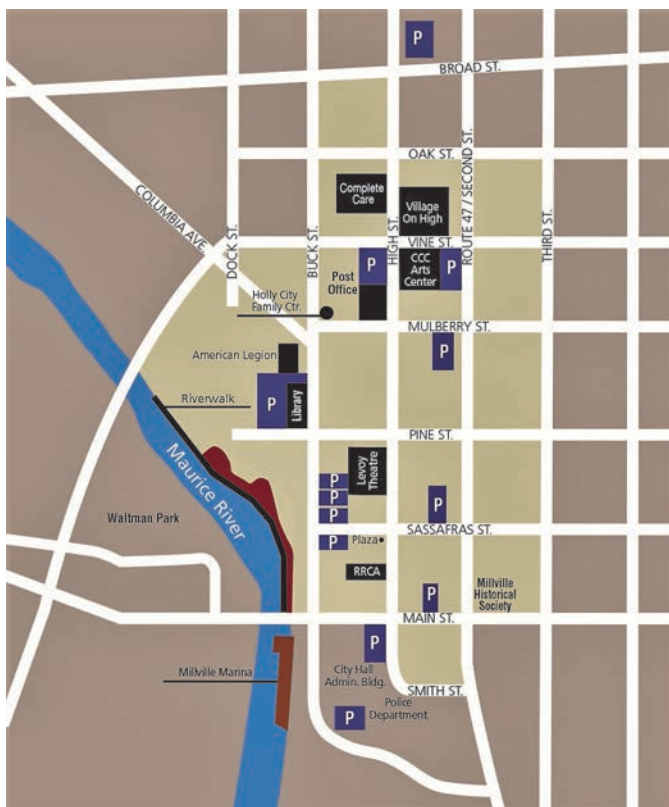 P
BROAD ST.
OAK ST.
COLUMBIA AVE.
DOCK ST.
BUCK ST.
HIGH ST.
ROUTE 47 / SECOND ST.
THIRD ST.
Complete
Care
Village
On High
VINE ST.
P
Post
Office
CCC
Arts
Center
P
Holly City
Family Ctr.
MULBERRY ST.
American Legion
P
Riverwalk
P
Library
PINE ST.
Maurice River
Levoy
Theatre
P
P
P
P
Waltman Park
SASSAFRAS ST.
P
Plaza
RRCA
P
Millville
Historical
Society
MAIN ST.
P
Millville Marina
City Hall
Admin. Bldg.
SMITH ST.
P
Police
Department